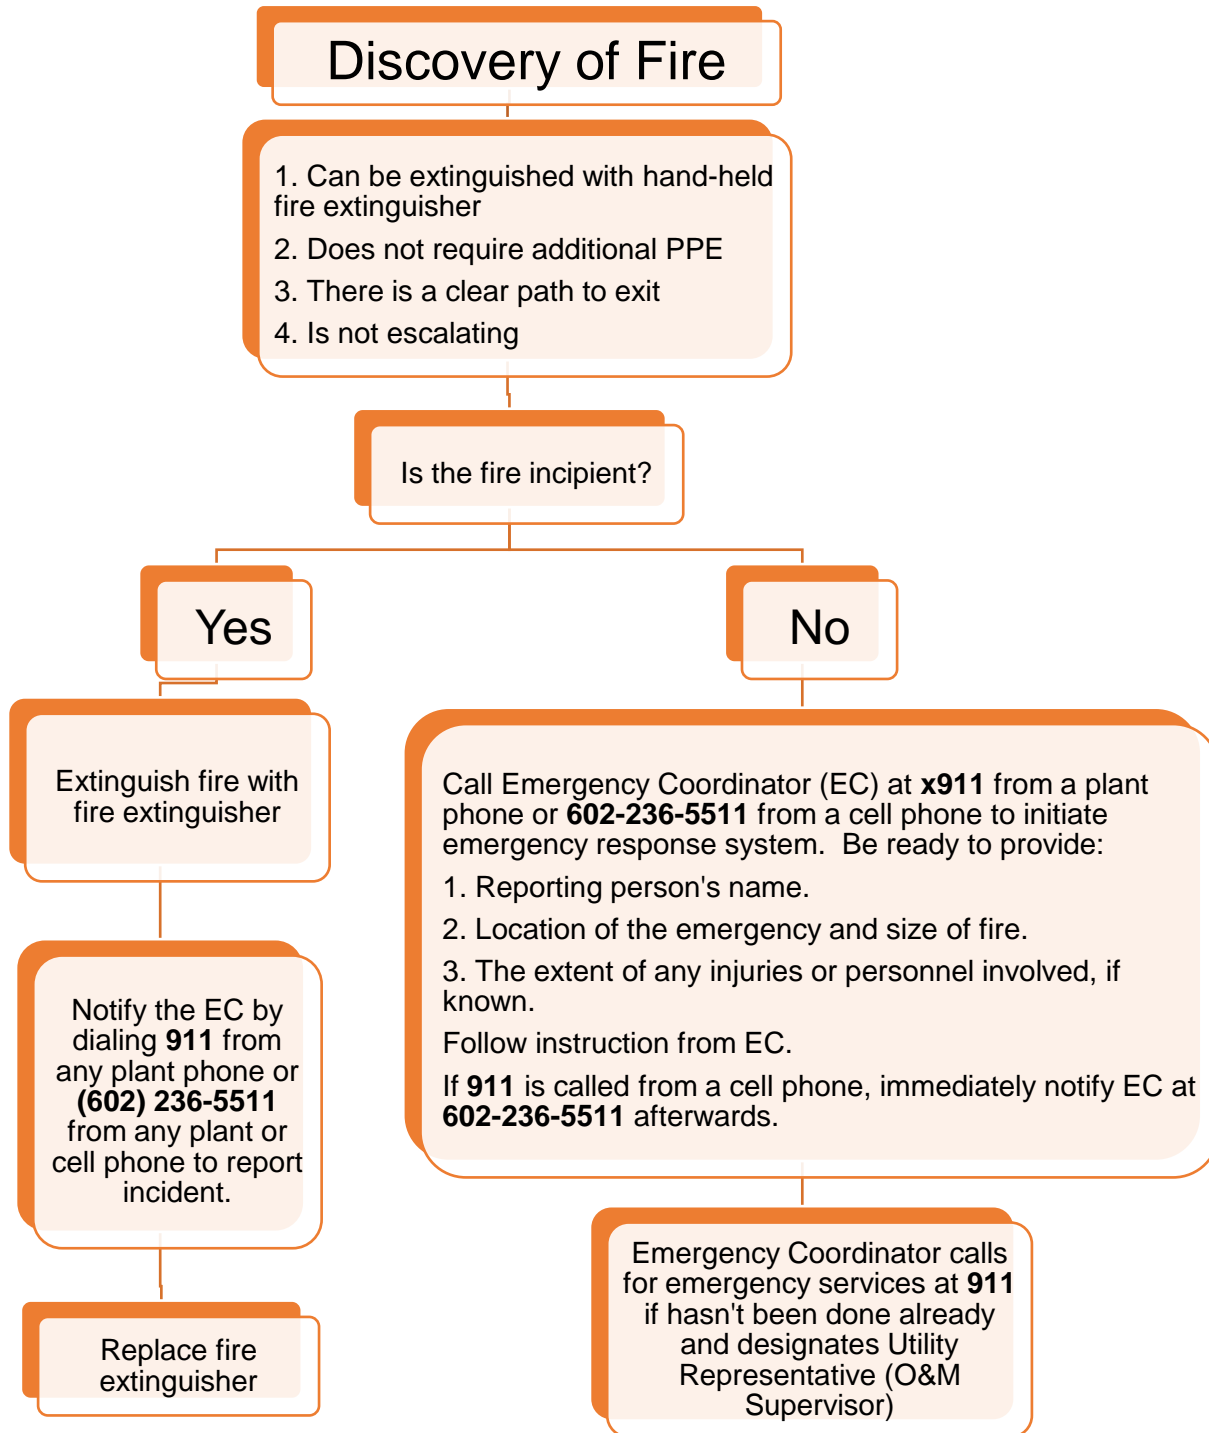 Discovery of Fire
1. Can be extinguished with hand-held
fire extinguisher
2. Does not require additional PPE
3. There is a clear path to exit
4. Is not escalating
Is the fire incipient?
Yes
Extinguish fire with
fire extinguisher
Notify the EC by
dialing 911 from
any plant phone or
(602) 236-5511
from any plant or
cell phone to report
incident.
Replace fire
extinguisher
No
Call Emergency Coordinator (EC) at x911 from a plant
phone or 602-236-5511 from a cell phone to initiate
emergency response system.  Be ready to provide:
1. Reporting person's name.
2. Location of the emergency and size of fire.
3. The extent of any injuries or personnel involved, if
known.
Follow instruction from EC.
If 911 is called from a cell phone, immediately notify EC at
602-236-5511 afterwards.
Emergency Coordinator calls
for emergency services at 911
if hasn't been done already
and designates Utility
Representative (O&M
Supervisor)